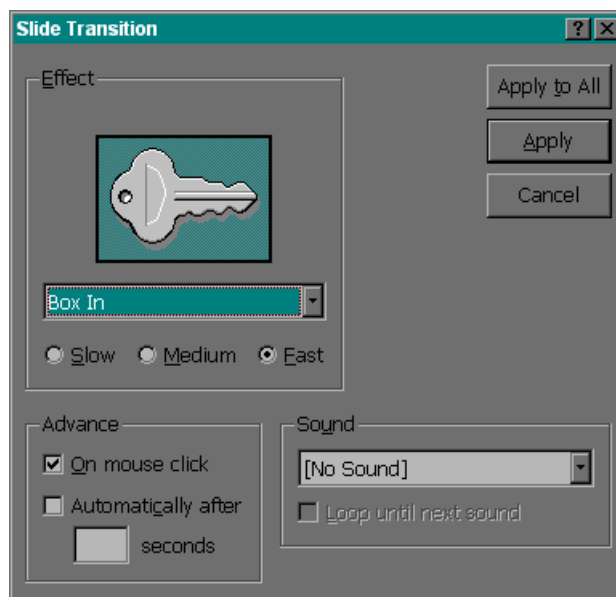 Slide Transition
Effect
Apply to All
Apply
Cancel
Box In
Slow Medium Fast
Advance
On mouse click
Automatically after
seconds
Sound
[No Sound]
Loop until next sound